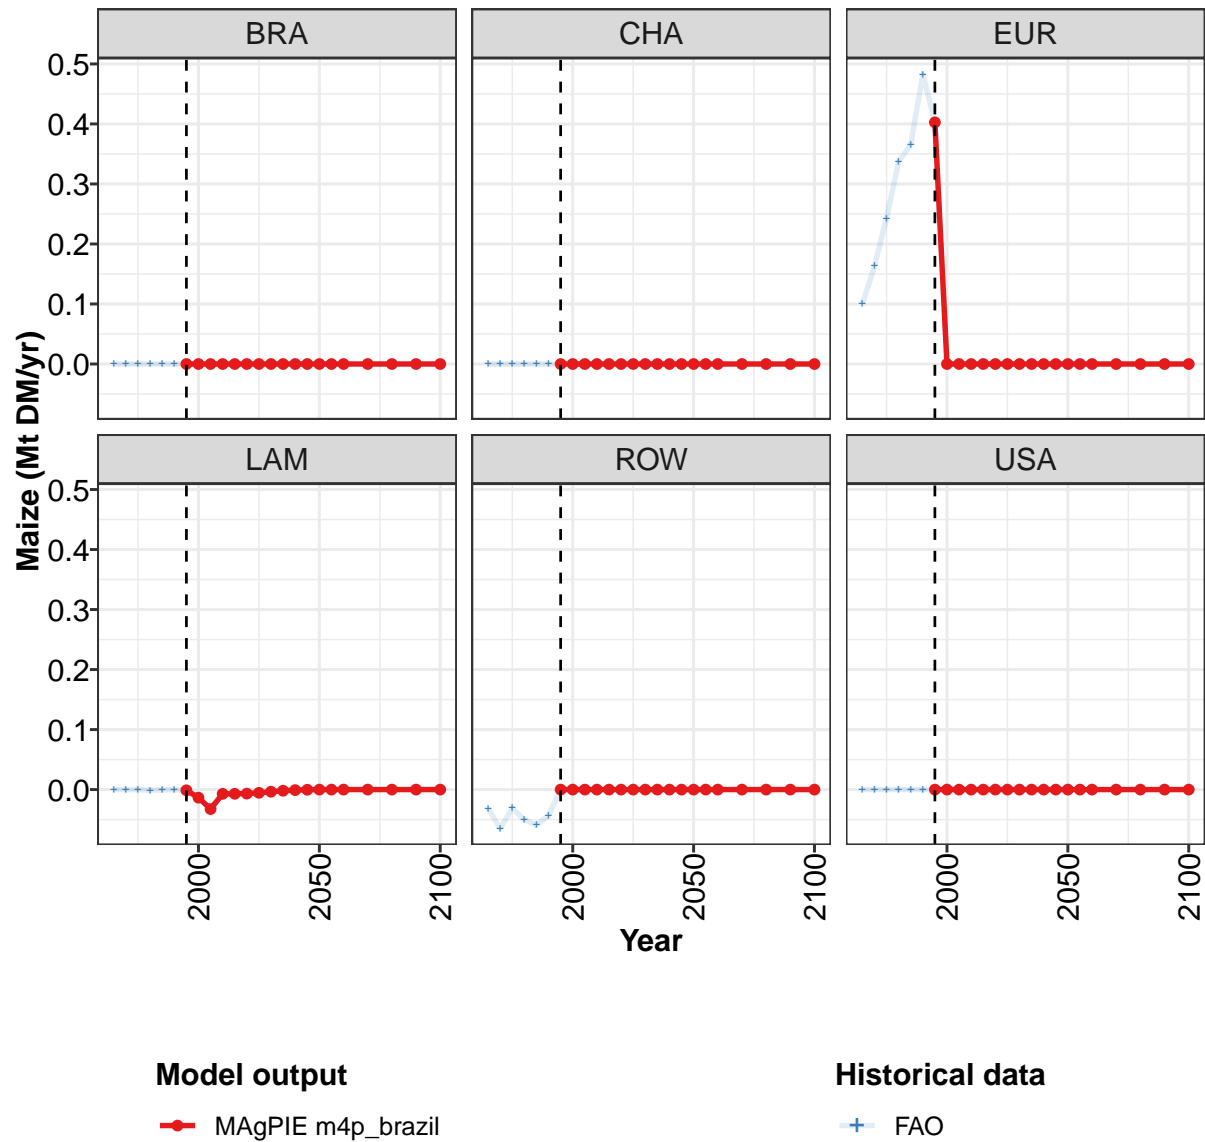 BRA CHA EUR
0.5
0.4
0.3
0.2
0.1
0.0
LAM ROW USA
0.5
0.4
0.3
0.2
0.1
0.0
Maize (Mt DM/yr)
2000 2050 2100 2000 2050 2100 2000 2050 2100
Year
Model output Historical data
MAgPIE m4p_brazil FAO